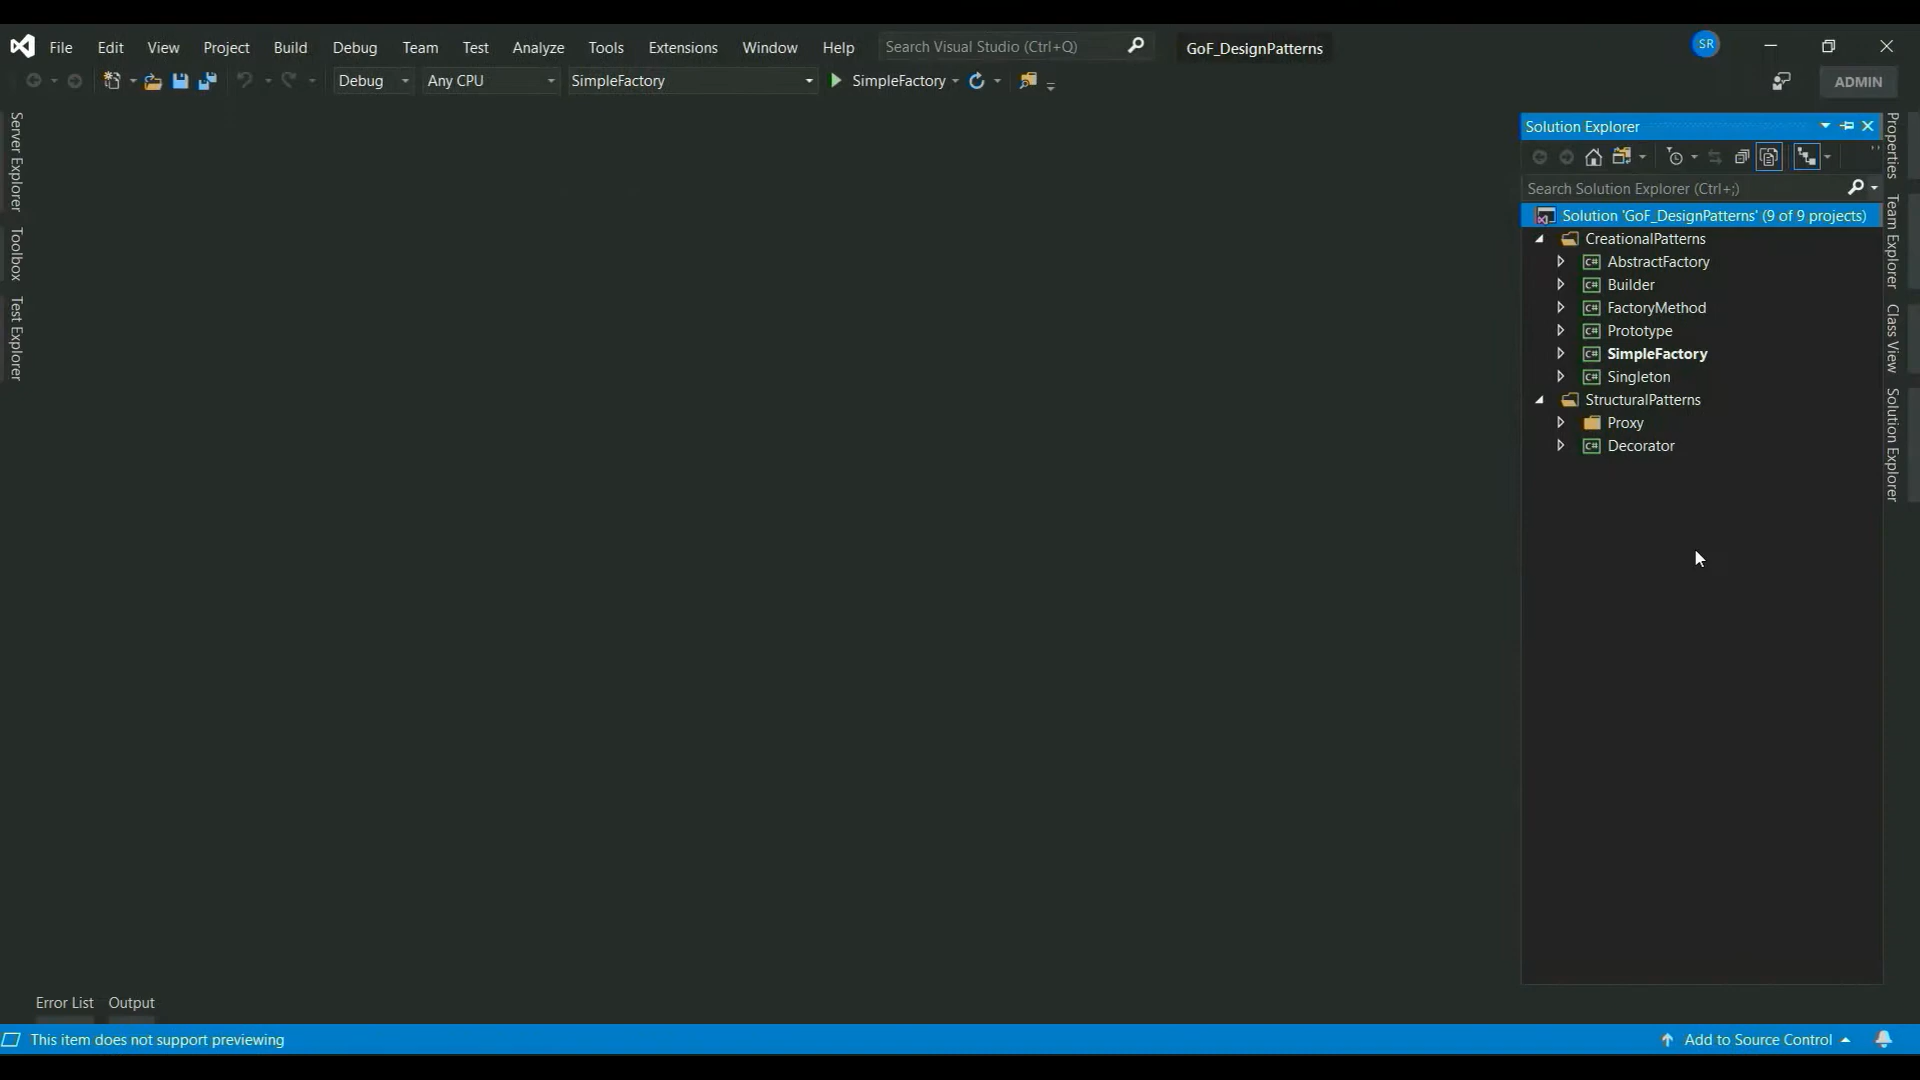 File Edit View Project Build Debug Team Test Analyze Tools Extensions Window Help Search Visual Studio (Ctrl+Q) GoF_DesignPatterns SR
Debug Any CPU SimpleFactory SimpleFactory ADMIN
Server Explorer
Toolbox
Test Explorer
Solution Explorer
Search Solution Explorer (Ctrl+;)
Solution 'GoF_DesignPatterns' (9 of 9 projects)
CreationalPatterns
C# AbstractFactory
C# Builder
C# FactoryMethod
C# Prototype
C# SimpleFactory
C# Singleton
StructuralPatterns
Proxy
C# Decorator
Properties
Team Explorer
Class View
Solution Explorer
Error List Output
This item does not support previewing Add to Source Control